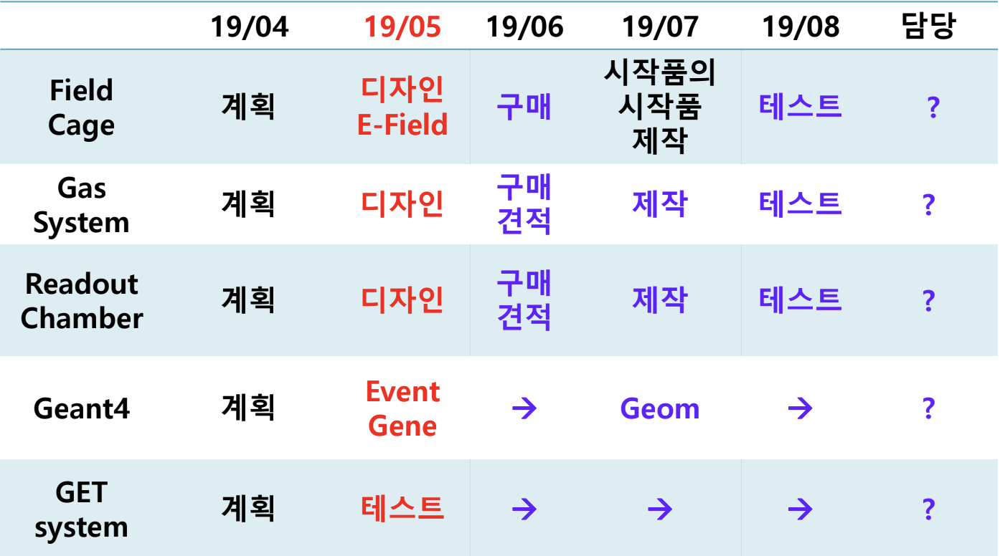 19/04 19/05 19/06 19/07 19/08 담당
Field Cage 계획 디자인 E-Field 구매 시작품의 시작품 제작 테스트 ?
Gas System 계획 디자인 구매 견적 제작 테스트 ?
Readout Chamber 계획 디자인 구매 견적 제작 테스트 ?
Geant4 계획 Event Gene → Geom → ?
GET system 계획 테스트 → → → ?